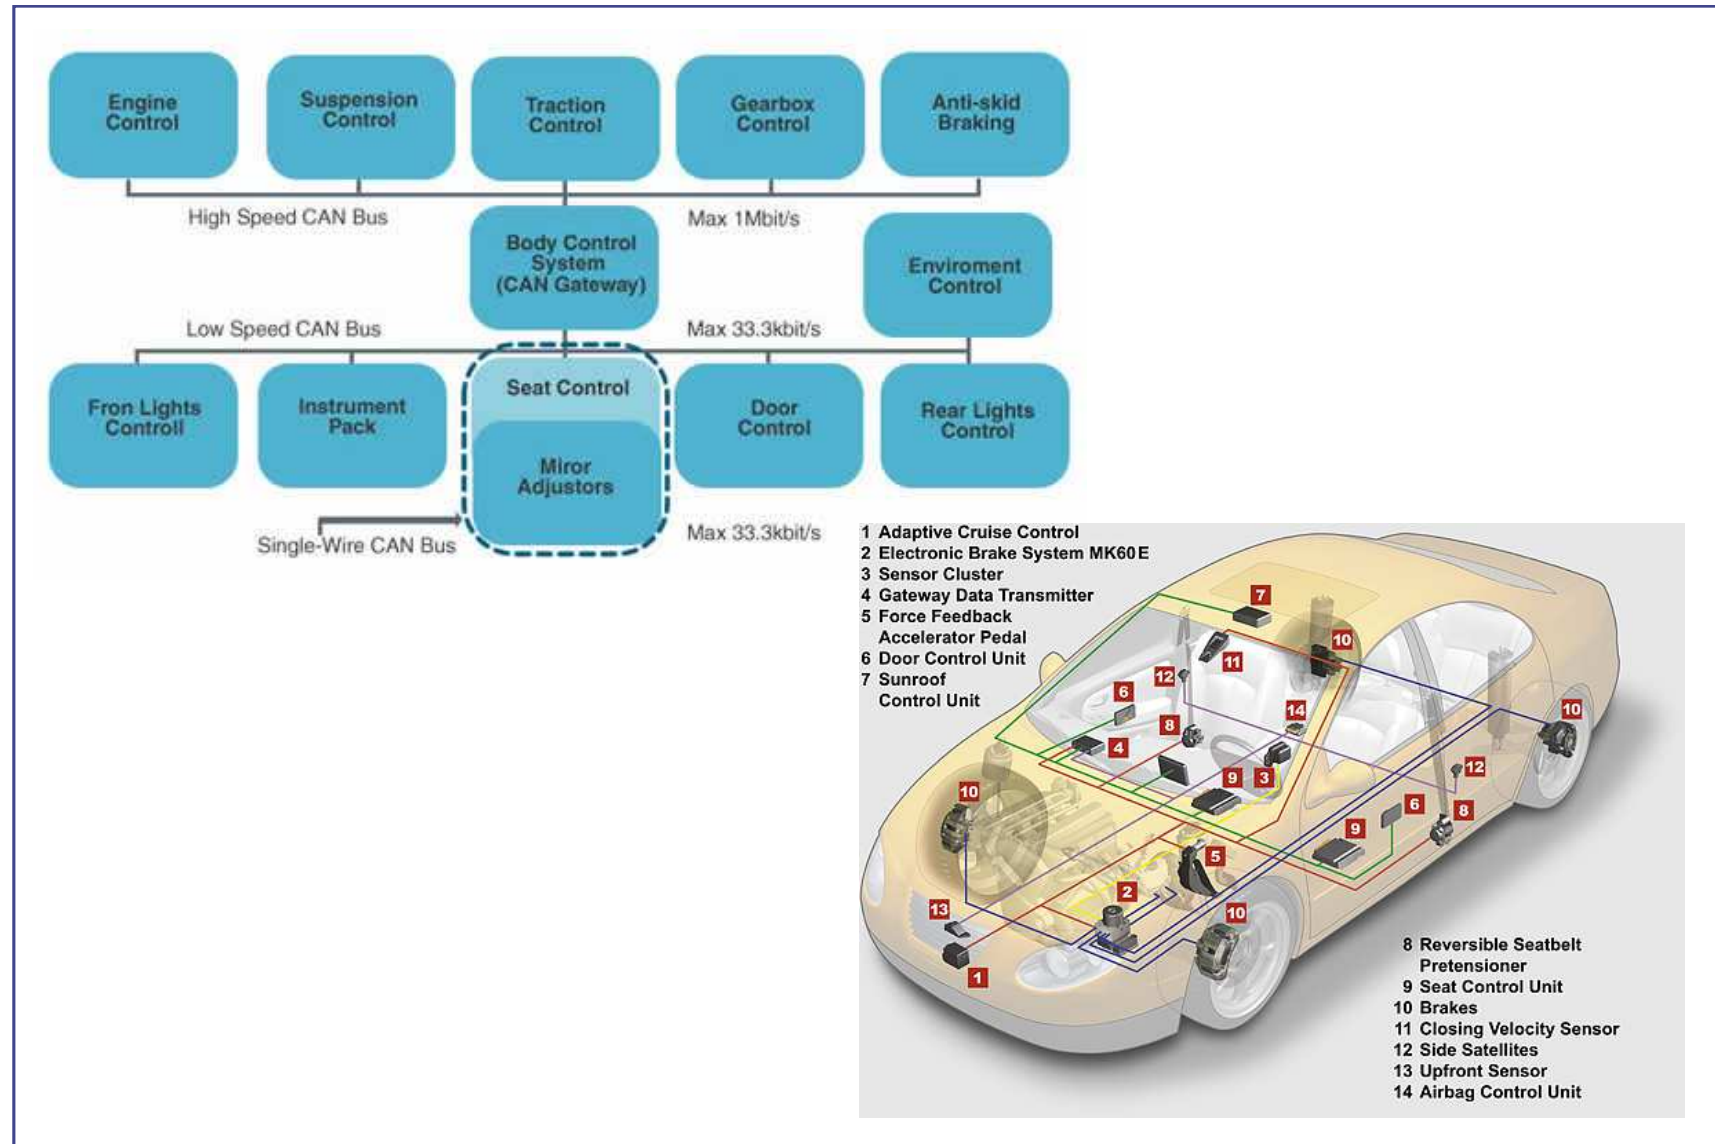 Engine
Control
Suspension
Control
Traction
Control
Gearbox
Control
Anti-skid
Braking
High Speed CAN Bus
Max 1Mbit/s
Body Control
System
(CAN Gateway)
Enviroment
Control
Low Speed CAN Bus
Max 33.3kbit/s
Fron Lights
Controll
Instrument
Pack
Seat Control
Miror
Adjustors
Door
Control
Rear Lights
Control
Single-Wire CAN Bus
Max 33.3kbit/s
1 Adaptive Cruise Control
2 Electronic Brake System MK60E
3 Sensor Cluster
4 Gateway Data Transmitter
5 Force Feedback
Accelerator Pedal
6 Door Control Unit
7 Sunroof
Control Unit
7
10
11
12
6
14
10
8
4
3
12
9
10
6
8
9
5
2
13
10
1
8 Reversible Seatbelt
Pretensioner
9 Seat Control Unit
10 Brakes
11 Closing Velocity Sensor
12 Side Satellites
13 Upfront Sensor
14 Airbag Control Unit